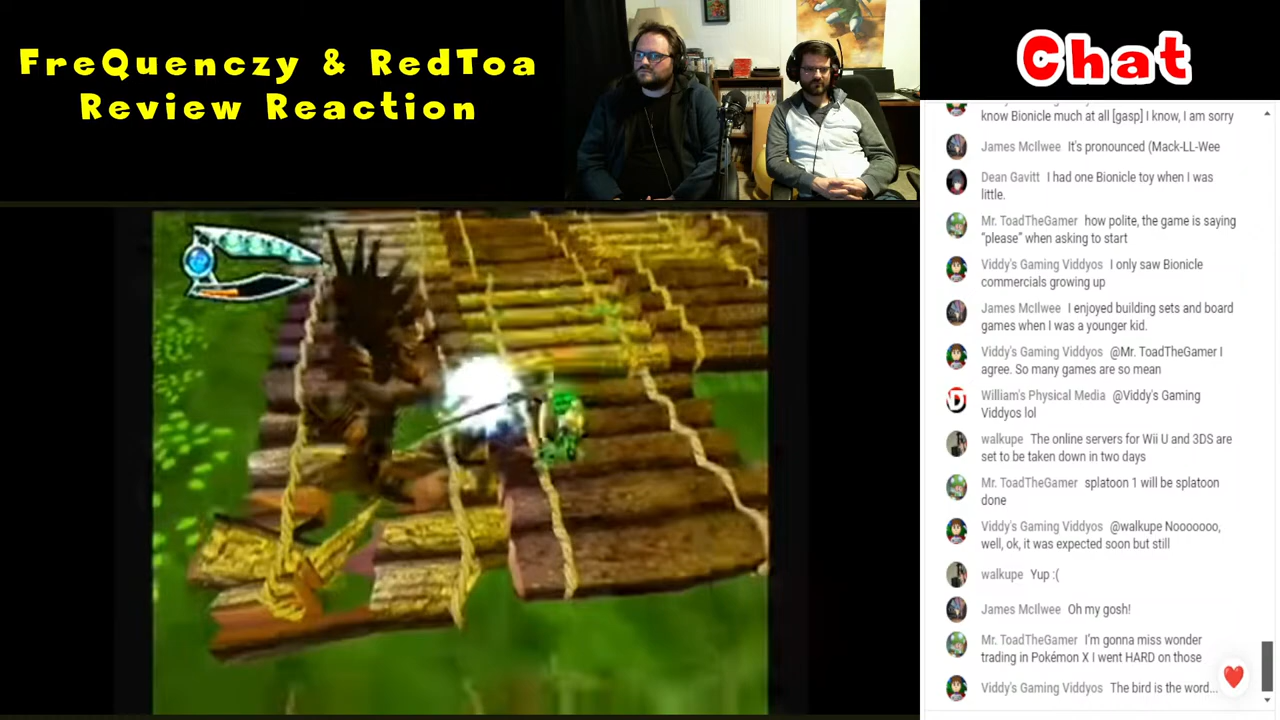 FreQuenczy & RedToa
Review Reaction
Chat
know Bionicle much at all [gasp] I know, I am sorry
James McIlwee It's pronounced (Mack-LL-Wee
Dean Gavitt I had one Bionicle toy when I was
little.
Mr. ToadTheGamer how polite, the game is saying
“please” when asking to start
Viddy's Gaming Viddyos I only saw Bionicle
commercials growing up
James McIlwee I enjoyed building sets and board
games when I was a younger kid.
Viddy's Gaming Viddyos @Mr. ToadTheGamer I
agree. So many games are so mean
William's Physical Media @Viddy's Gaming
Viddyos lol
walkupe The online servers for Wii U and 3DS are
set to be taken down in two days
Mr. ToadTheGamer splatoon 1 will be splatoon
done
Viddy's Gaming Viddyos @walkupe Nooooooo,
well, ok, it was expected soon but still
walkupe Yup :(
James McIlwee Oh my gosh!
Mr. ToadTheGamer I'm gonna miss wonder
trading in Pokémon X I went HARD on those
Viddy's Gaming Viddyos The bird is the word...